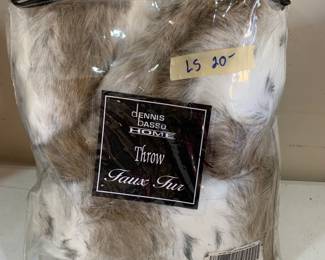 LS 20-
dennis
basso
HOME
Throw
Faux Fur